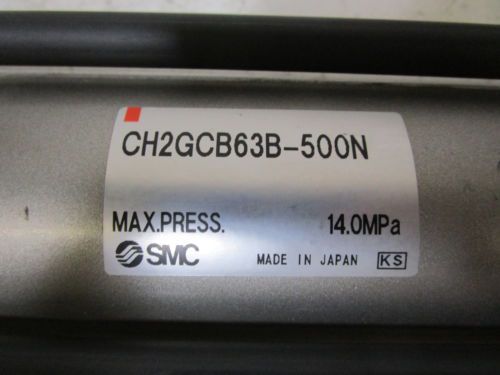 CH2GCB63B-500N
MAX.PRESS. 14.0MPa
SMC MADE IN JAPAN KS